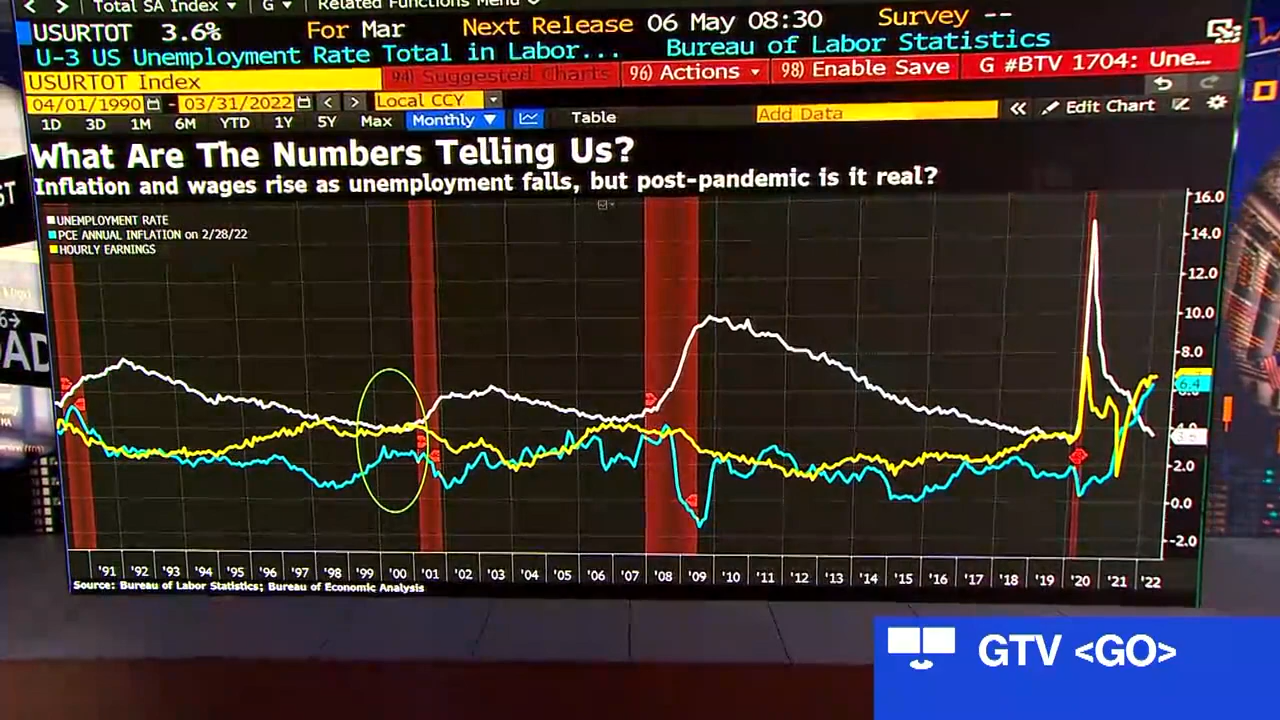 Total SA Index
G
Related Functions Menu
USURTOT 3.6% For Mar Next Release 06 May 08:30 Survey --
U-3 US Unemployment Rate Total in Labor... Bureau of Labor Statistics
USURTOT Index 94) Suggested Charts 96) Actions 98) Enable Save G #BTV 1704: Une...
04/01/1990 - 03/31/2022 < > Local CCY Add Data << Edit Chart
1D 3D 1M 6M YTD 1Y 5Y Max Monthly Table
What Are The Numbers Telling Us?
Inflation and wages rise as unemployment falls, but post-pandemic is it real?
UNEMPLOYMENT RATE
PCE ANNUAL INFLATION on 2/28/22
HOURLY EARNINGS
16.0
14.0
12.0
10.0
8.0
6.4
4.0
3.6
2.0
0.0
-2.0
'91 '92 '93 '94 '95 '96 '97 '98 '99 '00 '01 '02 '03 '04 '05 '06 '07 '08 '09 '10 '11 '12 '13 '14 '15 '16 '17 '18 '19 '20 '21 '22
Source: Bureau of Labor Statistics; Bureau of Economic Analysis
GTV <GO>